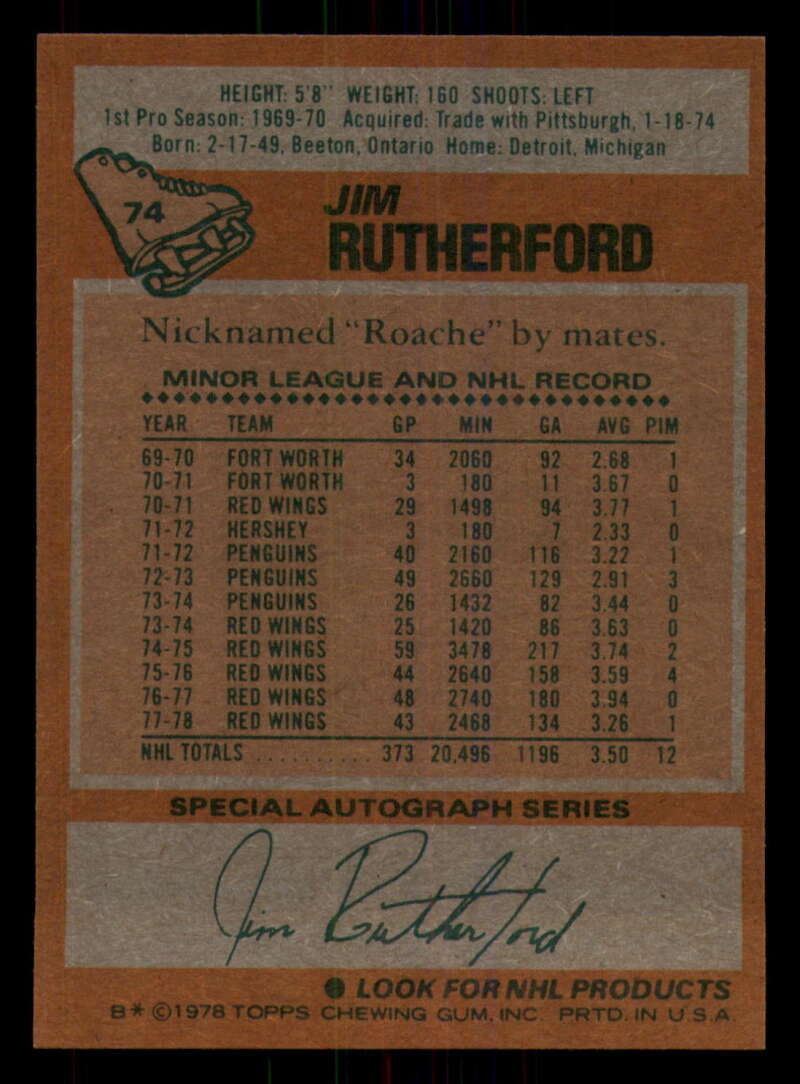 HEIGHT: 5'8" WEIGHT: 160 SHOOTS: LEFT
1st Pro Season: 1969-70 Acquired: Trade with Pittsburgh, 1-18-74
Born: 2-17-49, Beeton, Ontario Home: Detroit, Michigan
74
JIM
RUTHERFORD
Nicknamed "Roache" by mates.
MINOR LEAGUE AND NHL RECORD
YEAR TEAM GP MIN GA AVG PIM
69-70 FORT WORTH 34 2060 92 2.68 1
70-71 FORT WORTH 3 180 11 3.67 0
70-71 RED WINGS 29 1498 94 3.77 1
71-72 HERSHEY 3 180 7 2.33 0
71-72 PENGUINS 40 2160 116 3.22 1
72-73 PENGUINS 49 2660 129 2.91 3
73-74 PENGUINS 26 1432 82 3.44 0
73-74 RED WINGS 25 1420 86 3.63 0
74-75 RED WINGS 59 3478 217 3.74 2
75-76 RED WINGS 44 2640 158 3.59 4
76-77 RED WINGS 48 2740 180 3.94 0
77-78 RED WINGS 43 2468 134 3.26 1
NHL TOTALS .......... 373 20,496 1196 3.50 12
SPECIAL AUTOGRAPH SERIES
Jim Rutherford
LOOK FOR NHL PRODUCTS
B* ©1978 TOPPS CHEWING GUM, INC. PRTD. IN U.S.A.